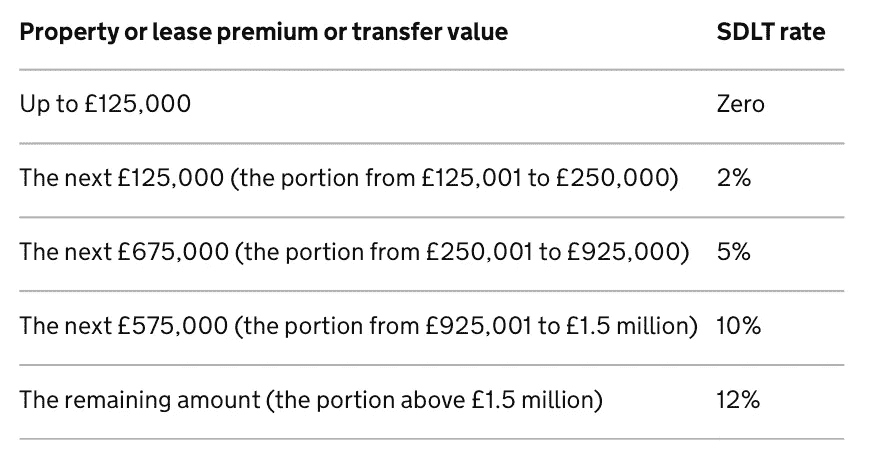 Property or lease premium or transfer value SDLT rate
Up to £125,000 Zero
The next £125,000 (the portion from £125,001 to £250,000) 2%
The next £675,000 (the portion from £250,001 to £925,000) 5%
The next £575,000 (the portion from £925,001 to £1.5 million) 10%
The remaining amount (the portion above £1.5 million) 12%